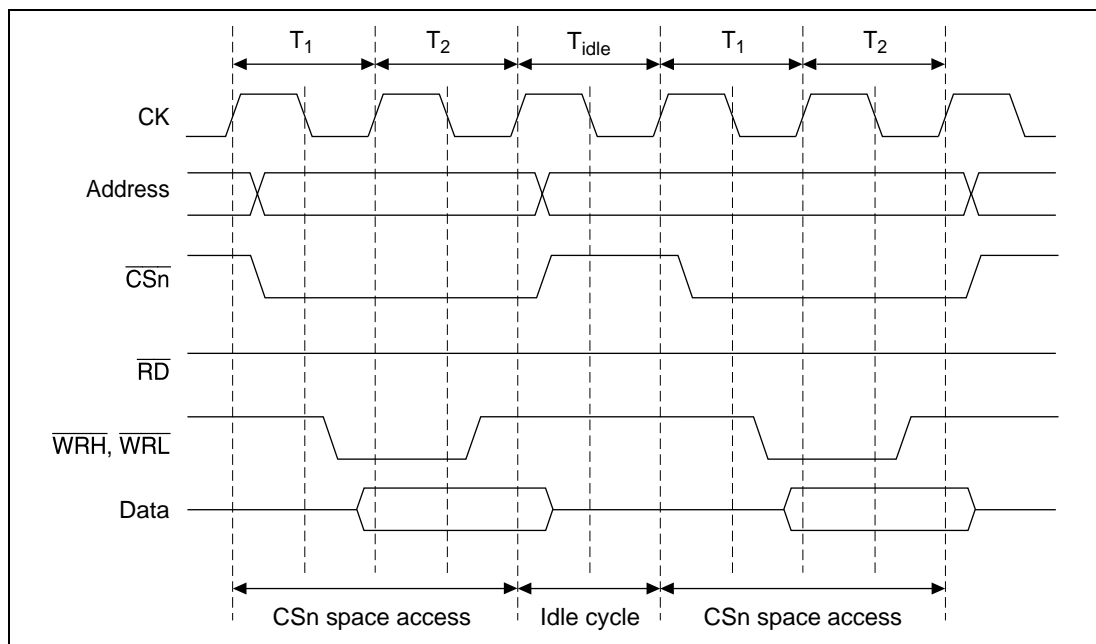 T1 T2 Tidle T1 T2
CK
Address
CSn
RD
WRH, WRL
Data
CSn space access Idle cycle CSn space access